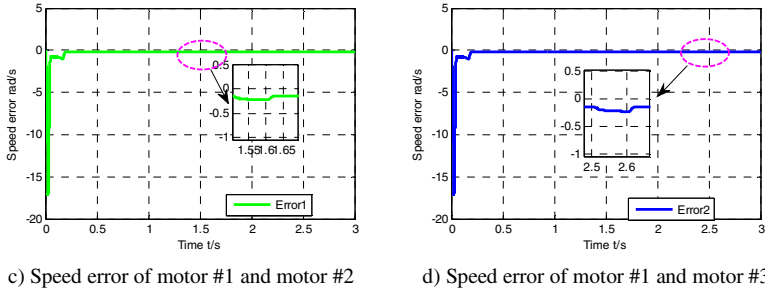 c)
5
0
-5
-10
-15
-20
Speed error rad/s
0.5
0
-0.5
-1
1.55 1.6 1.65
Error1
0 0.5 1 1.5 2 2.5 3
Time t/s
c) Speed error of motor #1 and motor #2
d)
5
0
-5
-10
-15
-20
Speed error rad/s
0.5
0
-0.5
-1
2.5 2.6
Error2
0 0.5 1 1.5 2 2.5 3
Time t/s
d) Speed error of motor #1 and motor #3